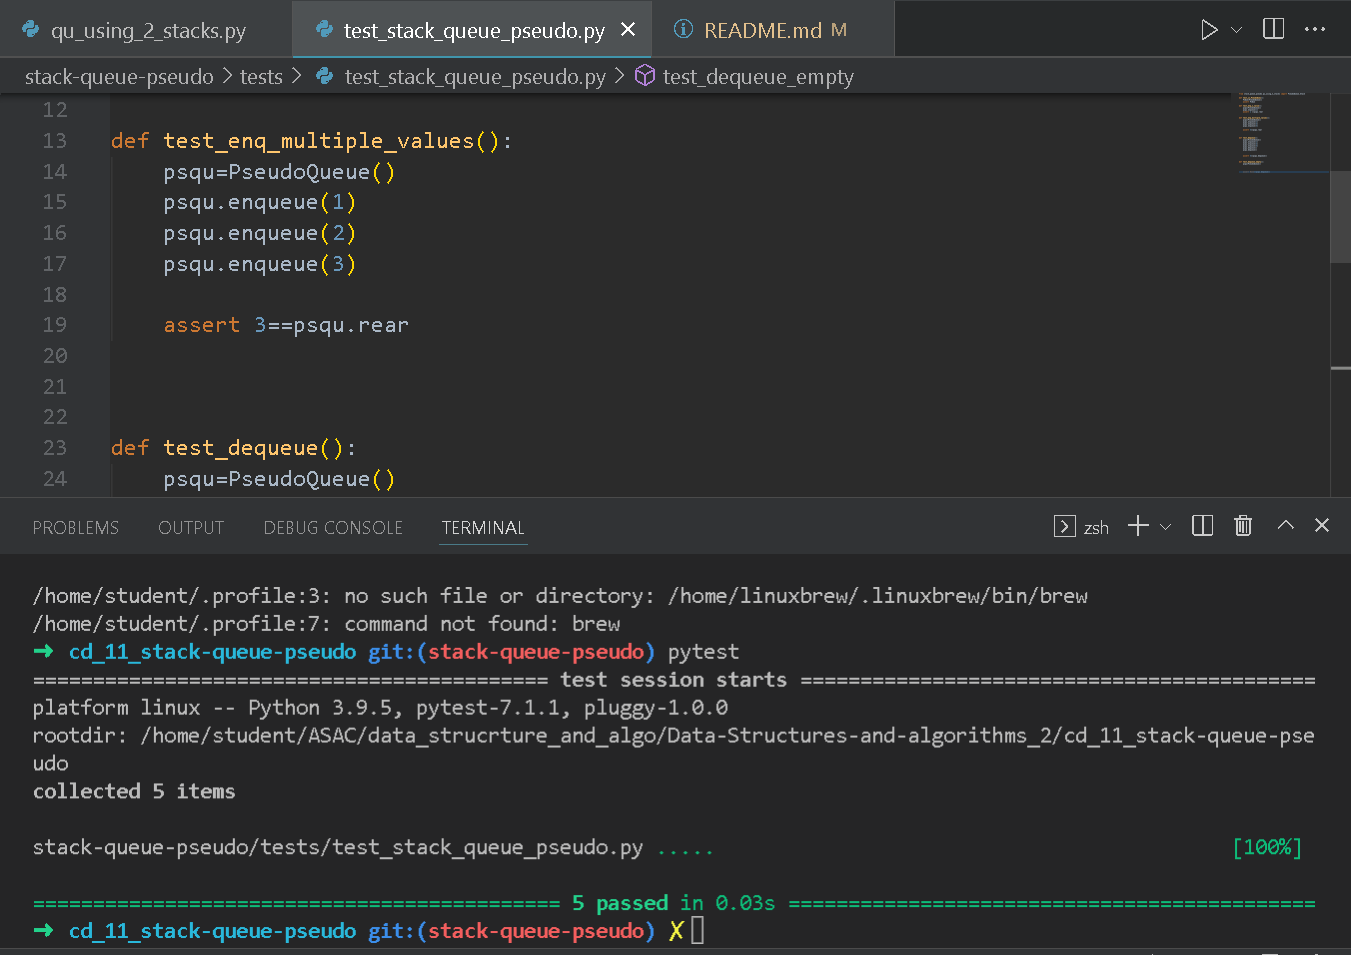 qu_using_2_stacks.py test_stack_queue_pseudo.py README.md M
stack-queue-pseudo > tests > test_stack_queue_pseudo.py > test_dequeue_empty
12
13 def test_enq_multiple_values():
14 psqu=PseudoQueue()
15 psqu.enqueue(1)
16 psqu.enqueue(2)
17 psqu.enqueue(3)
18
19 assert 3==psqu.rear
20
21
22
23 def test_dequeue():
24 psqu=PseudoQueue()
PROBLEMS OUTPUT DEBUG CONSOLE TERMINAL zsh
/home/student/.profile:3: no such file or directory: /home/linuxbrew/.linuxbrew/bin/brew
/home/student/.profile:7: command not found: brew
➜ cd_11_stack-queue-pseudo git:(stack-queue-pseudo) pytest
=========================================== test session starts ===========================================
platform linux -- Python 3.9.5, pytest-7.1.1, pluggy-1.0.0
rootdir: /home/student/ASAC/data_strucrture_and_algo/Data-Structures-and-algorithms_2/cd_11_stack-queue-pse
udo
collected 5 items
stack-queue-pseudo/tests/test_stack_queue_pseudo.py ..... [100%]
============================================ 5 passed in 0.03s ============================================
➜ cd_11_stack-queue-pseudo git:(stack-queue-pseudo) ✗